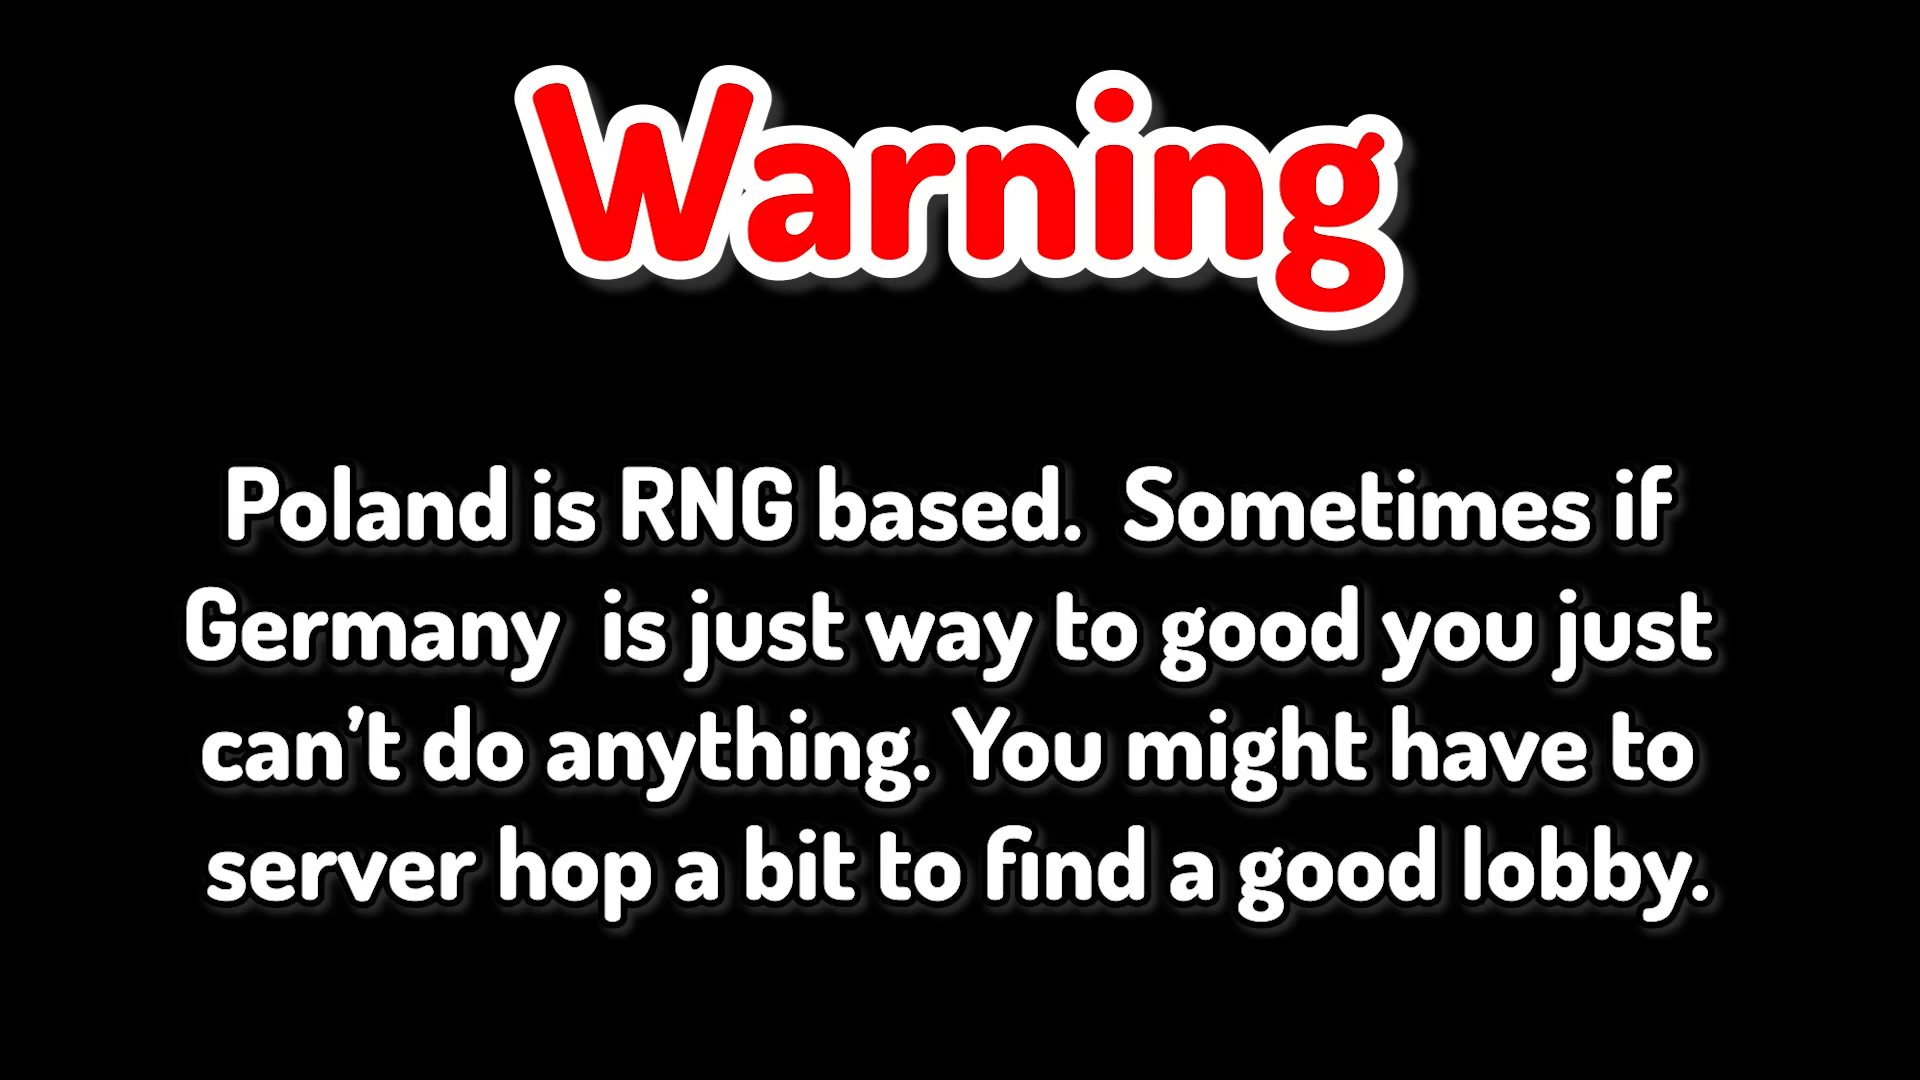 Warning
Poland is RNG based.  Sometimes if
Germany  is just way to good you just
can’t do anything. You might have to
server hop a bit to find a good lobby.